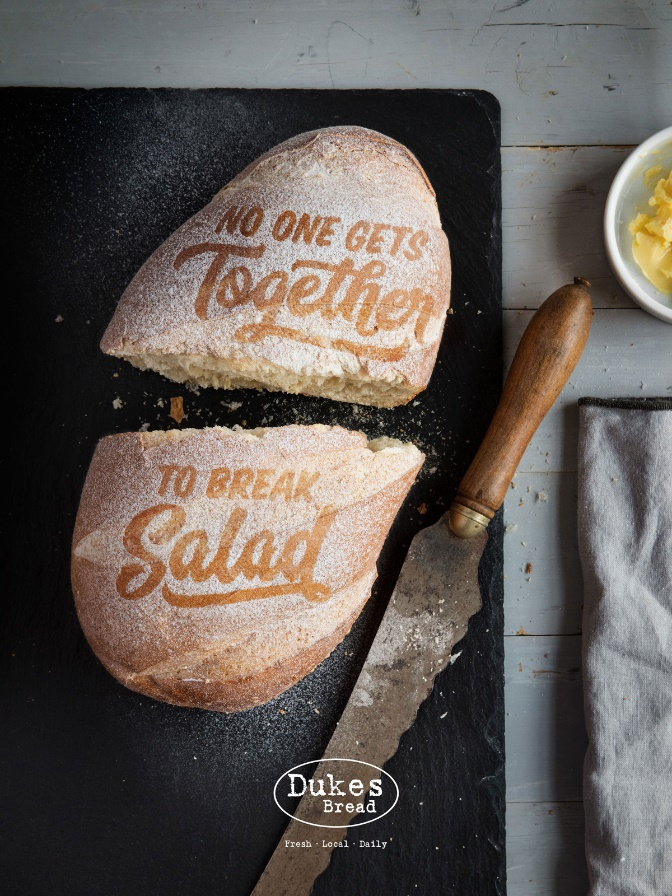 NO ONE GETS
Together
TO BREAK
Salad
Dukes
Bread
Fresh · Local · Daily